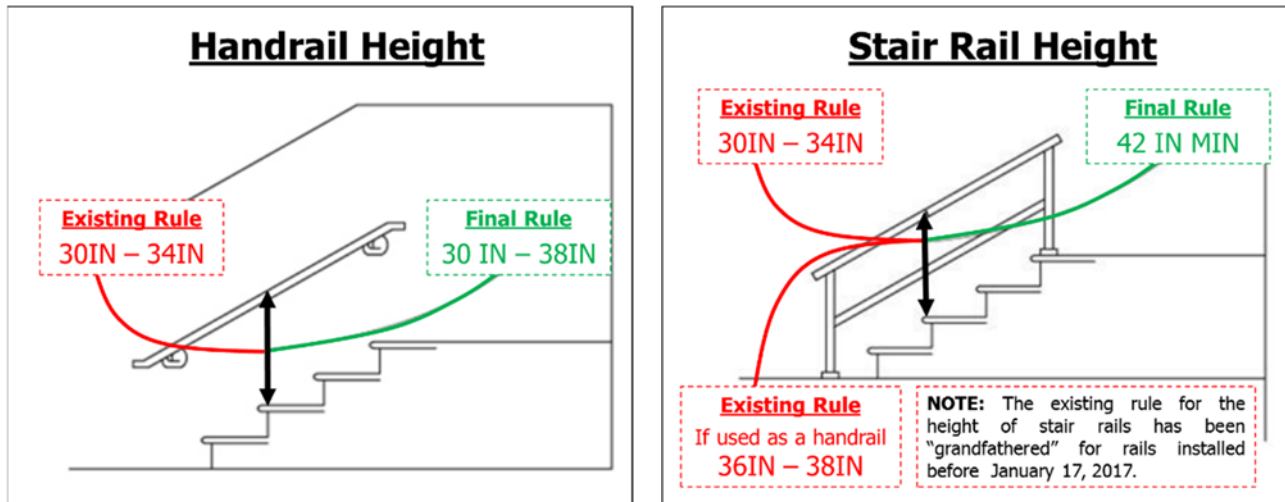 Handrail Height
Existing Rule
30IN – 34IN
Final Rule
30 IN – 38IN
Stair Rail Height
Existing Rule
30IN – 34IN
Final Rule
42 IN MIN
Existing Rule
If used as a handrail
36IN – 38IN
NOTE: The existing rule for the
height of stair rails has been
“grandfathered” for rails installed
before January 17, 2017.